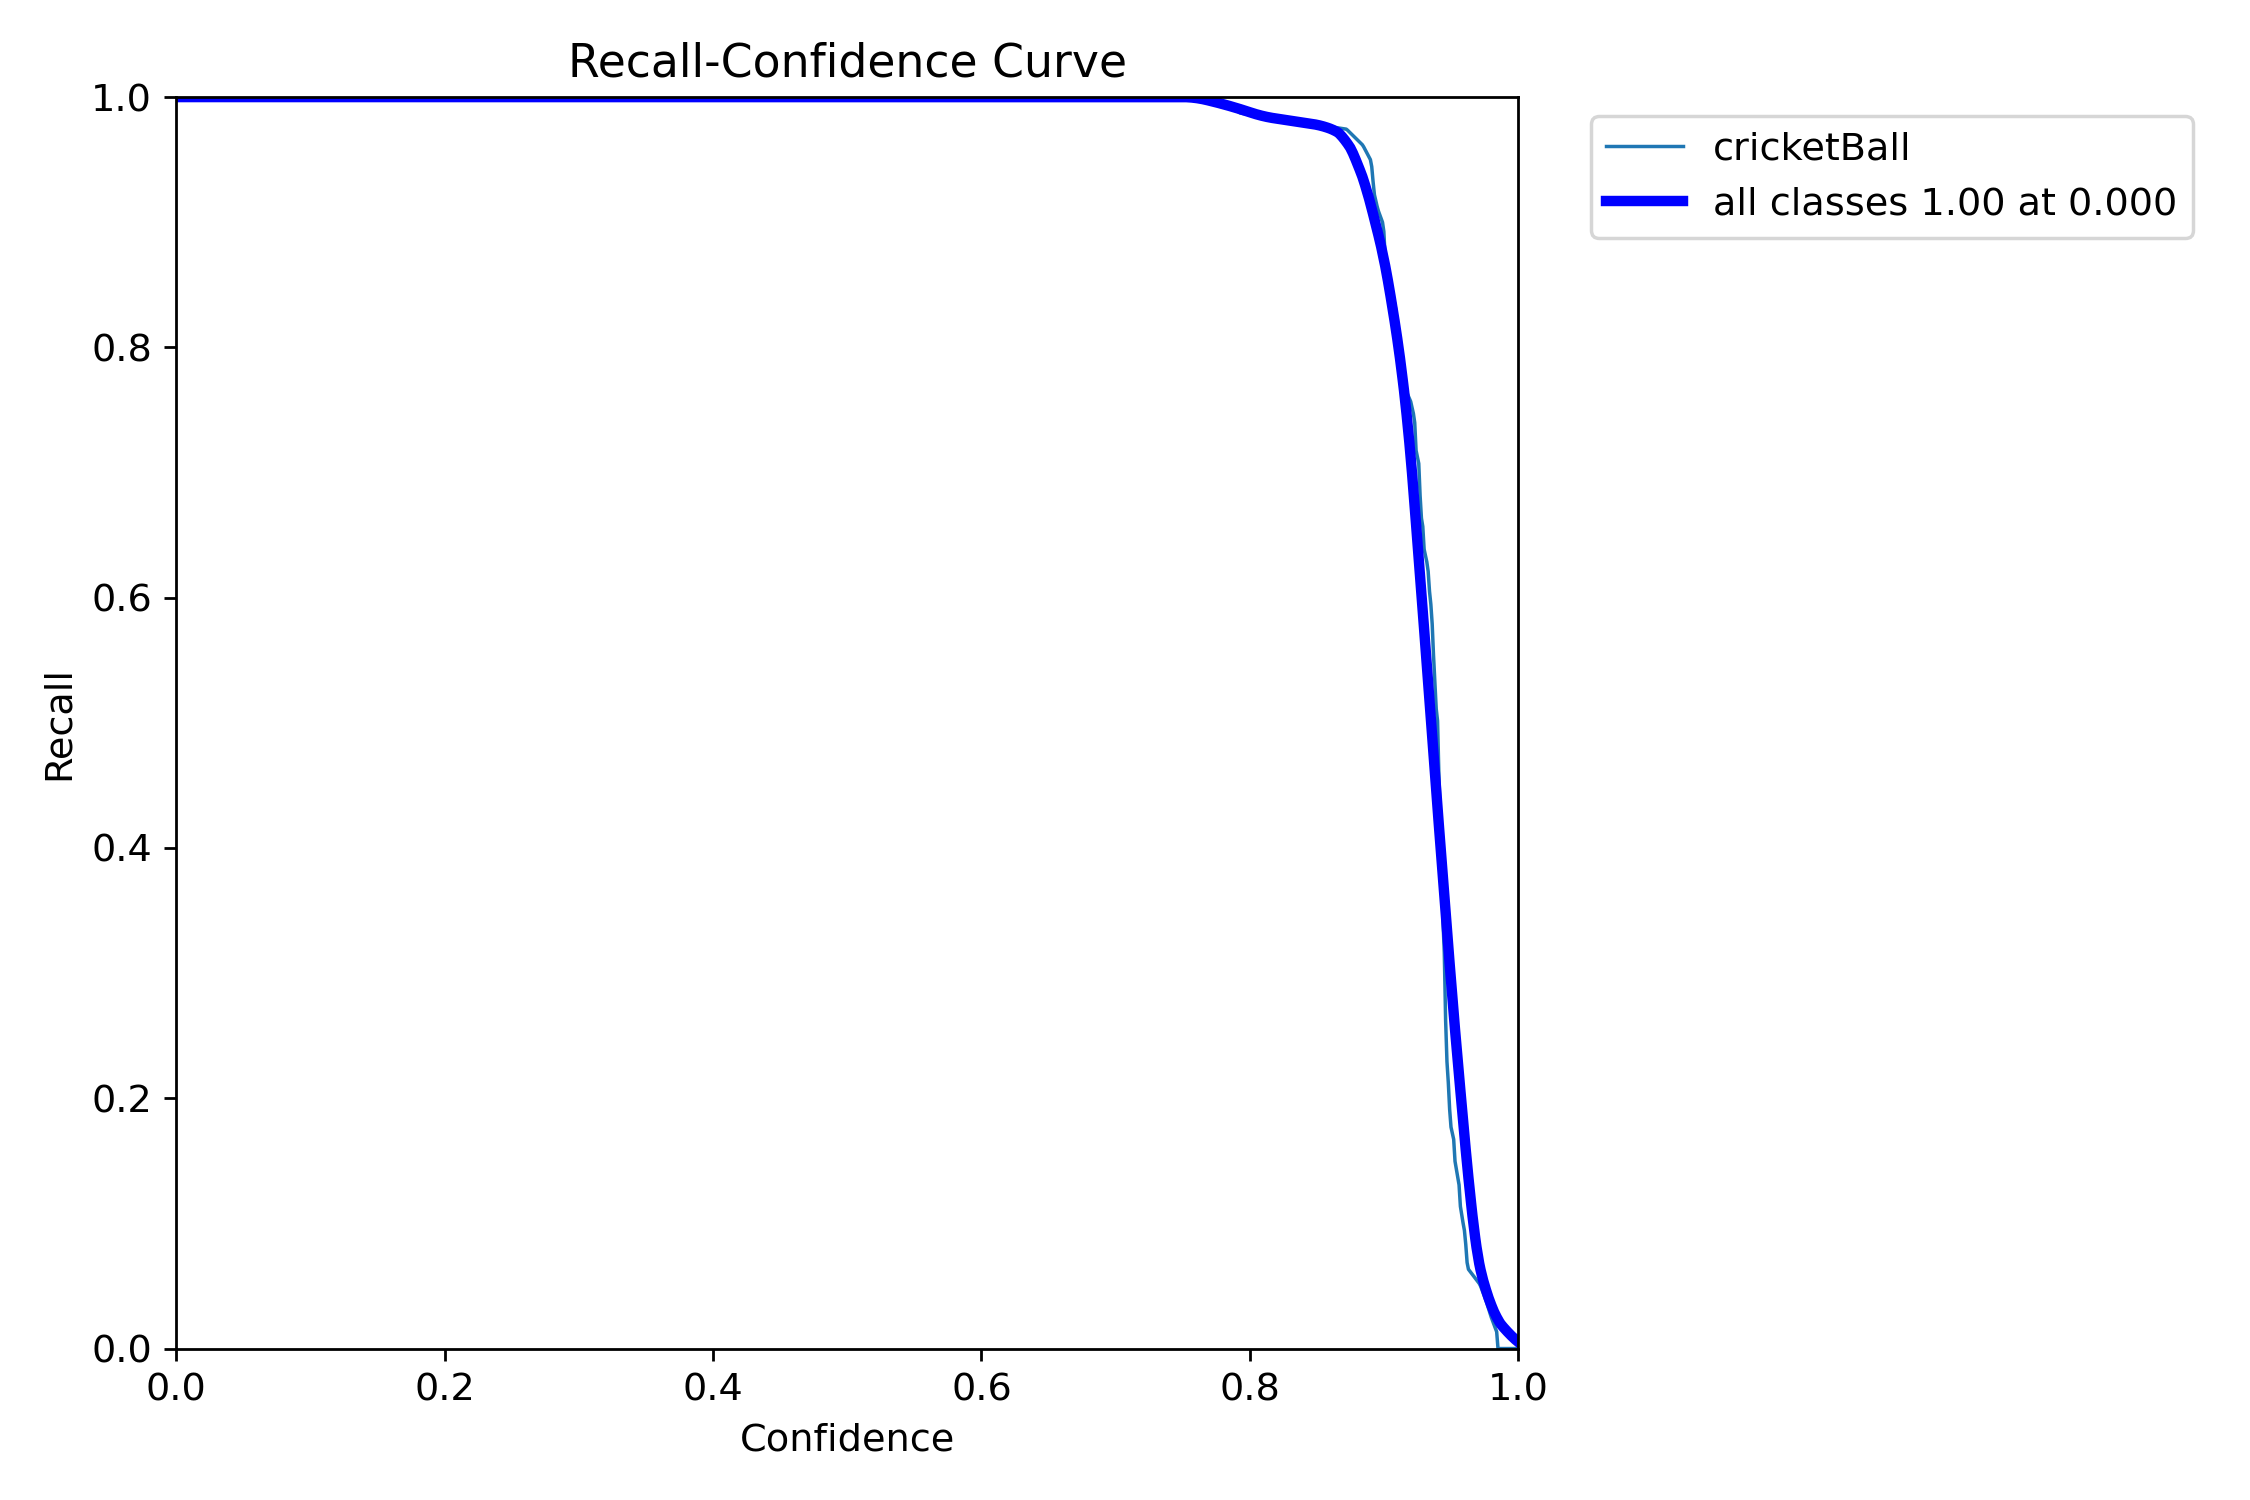 Recall-Confidence Curve
1.0
0.8
0.6
0.4
0.2
0.0
Recall
0.0 0.2 0.4 0.6 0.8 1.0
Confidence
cricketBall
all classes 1.00 at 0.000